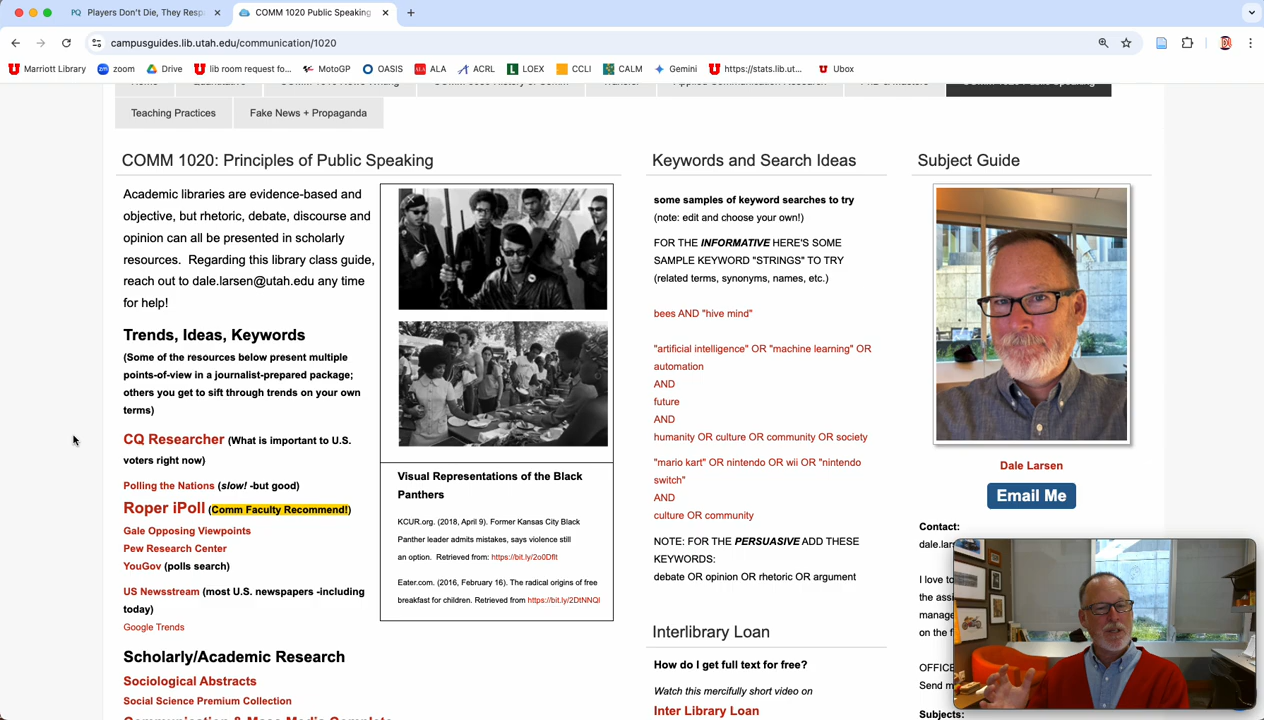 Players Don't Die, They Resp
COMM 1020 Public Speaking
campusguides.lib.utah.edu/communication/1020
Marriott Library
zoom
Drive
lib room request fo...
MotoGP
OASIS
ALA
ACRL
LOEX
CCLI
CALM
Gemini
https://stats.lib.ut...
Ubox
Teaching Practices
Fake News + Propaganda
COMM 1020: Principles of Public Speaking
Academic libraries are evidence-based and
objective, but rhetoric, debate, discourse and
opinion can all be presented in scholarly
resources. Regarding this library class guide,
reach out to dale.larsen@utah.edu any time
for help!
Trends, Ideas, Keywords
(Some of the resources below present multiple
points-of-view in a journalist-prepared package;
others you get to sift through trends on your own
terms)
CQ Researcher (What is important to U.S.
voters right now)
Polling the Nations (slow! -but good)
Roper iPoll (Comm Faculty Recommend!)
Gale Opposing Viewpoints
Pew Research Center
YouGov (polls search)
US Newsstream (most U.S. newspapers -including
today)
Google Trends
Scholarly/Academic Research
Sociological Abstracts
Social Science Premium Collection
Visual Representations of the Black
Panthers
KCUR.org. (2018, April 9). Former Kansas City Black
Panther leader admits mistakes, says violence still
an option. Retrieved from: https://bit.ly/2o0Dflt
Eater.com. (2016, February 16). The radical origins of free
breakfast for children. Retrieved from https://bit.ly/2DtNNQl
Keywords and Search Ideas
some samples of keyword searches to try
(note: edit and choose your own!)
FOR THE INFORMATIVE HERE'S SOME
SAMPLE KEYWORD "STRINGS" TO TRY
(related terms, synonyms, names, etc.)
bees AND "hive mind"
"artificial intelligence" OR "machine learning" OR
automation
AND
future
AND
humanity OR culture OR community OR society
"mario kart" OR nintendo OR wii OR "nintendo
switch"
AND
culture OR community
NOTE: FOR THE PERSUASIVE ADD THESE
KEYWORDS:
debate OR opinion OR rhetoric OR argument
Interlibrary Loan
How do I get full text for free?
Watch this mercifully short video on
Inter Library Loan
Subject Guide
Dale Larsen
Email Me
Contact:
dale.lar
I love to
the assi
manage
on the f
OFFICE
Send m
Subjects: